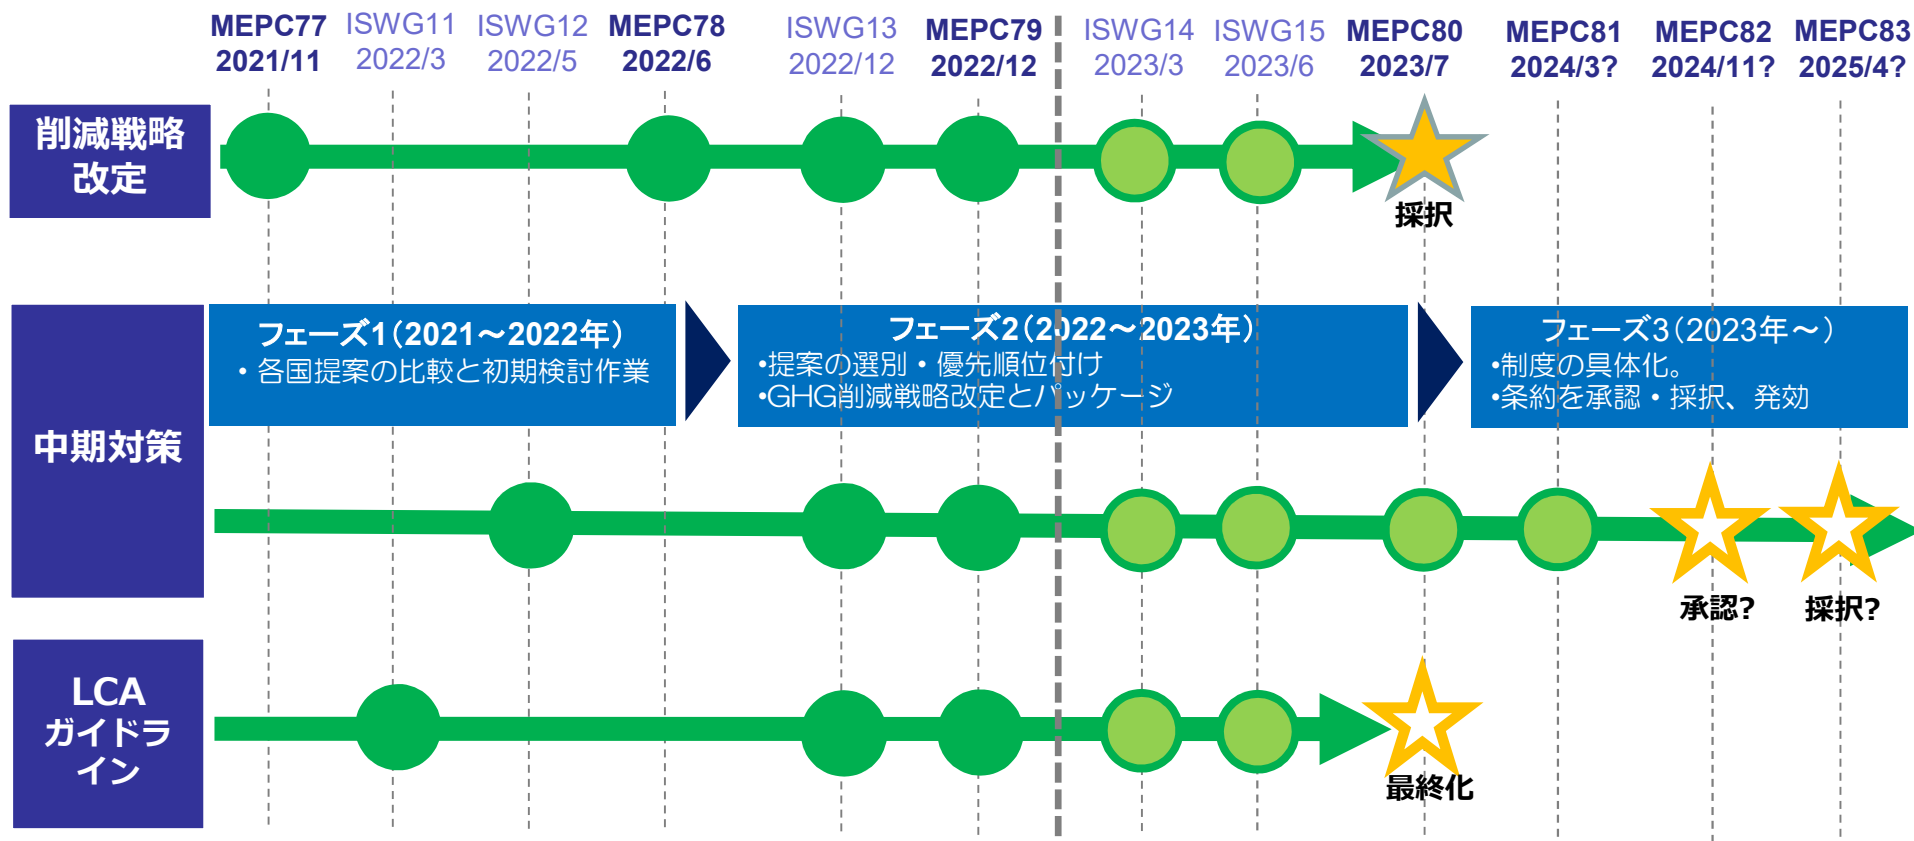 MEPC77
2021/11
ISWG11
2022/3
ISWG12
2022/5
MEPC78
2022/6
ISWG13
2022/12
MEPC79
2022/12
ISWG14
2023/3
ISWG15
2023/6
MEPC80
2023/7
MEPC81
2024/3?
MEPC82
2024/11?
MEPC83
2025/4?
削減戦略
改定
採択
中期対策
フェーズ1(2021～2022年)
・各国提案の比較と初期検討作業
フェーズ2(2022～2023年)
•提案の選別・優先順位付け
•GHG削減戦略改定とパッケージ
フェーズ3(2023年～)
•制度の具体化。
•条約を承認・採択、発効
承認?
採択?
LCA
ガイドラ
イン
最終化